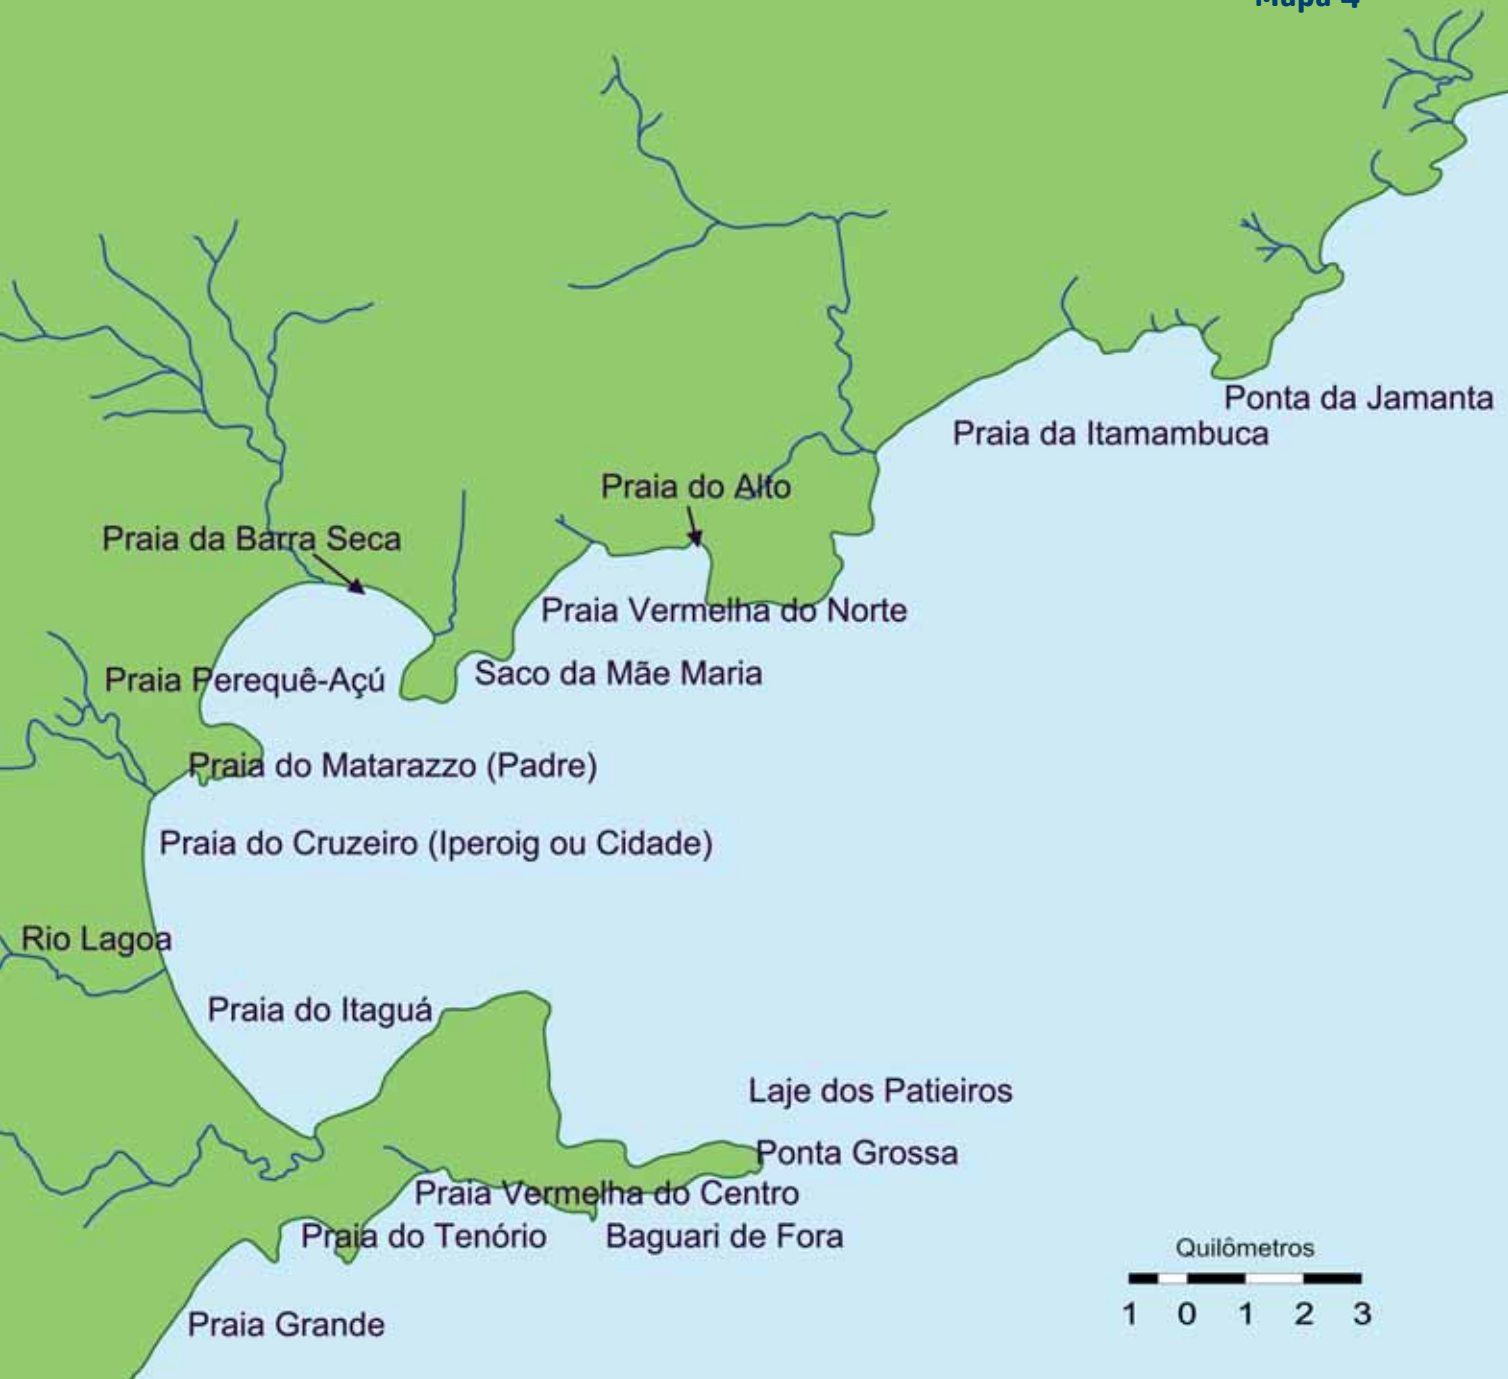 Mapa 4
Ponta da Jamanta
Praia da Itamambuca
Praia do Alto
Praia da Barra Seca
Praia Vermelha do Norte
Saco da Mãe Maria
Praia Perequê-Açú
Praia do Matarazzo (Padre)
Praia do Cruzeiro (Iperoig ou Cidade)
Rio Lagoa
Praia do Itaguá
Laje dos Patieiros
Ponta Grossa
Praia Vermelha do Centro
Praia do Tenório
Baguari de Fora
Quilômetros
1 0 1 2 3
Praia Grande